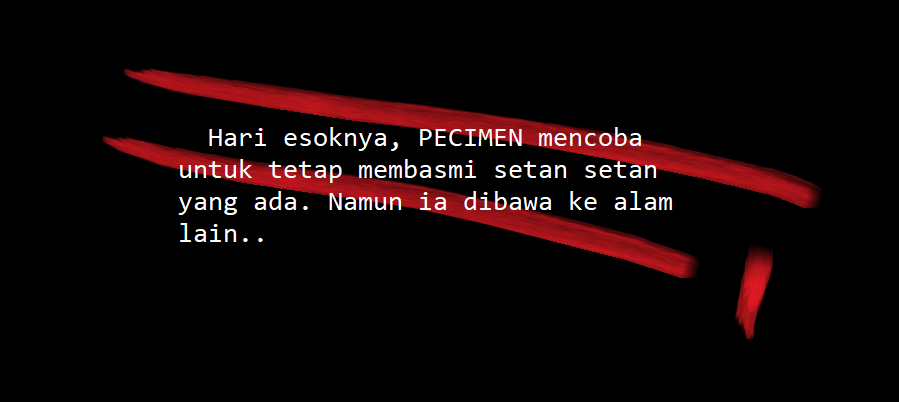 Hari esoknya, PECIMEN mencoba
untuk tetap membasmi setan setan
yang ada. Namun ia dibawa ke alam
lain..